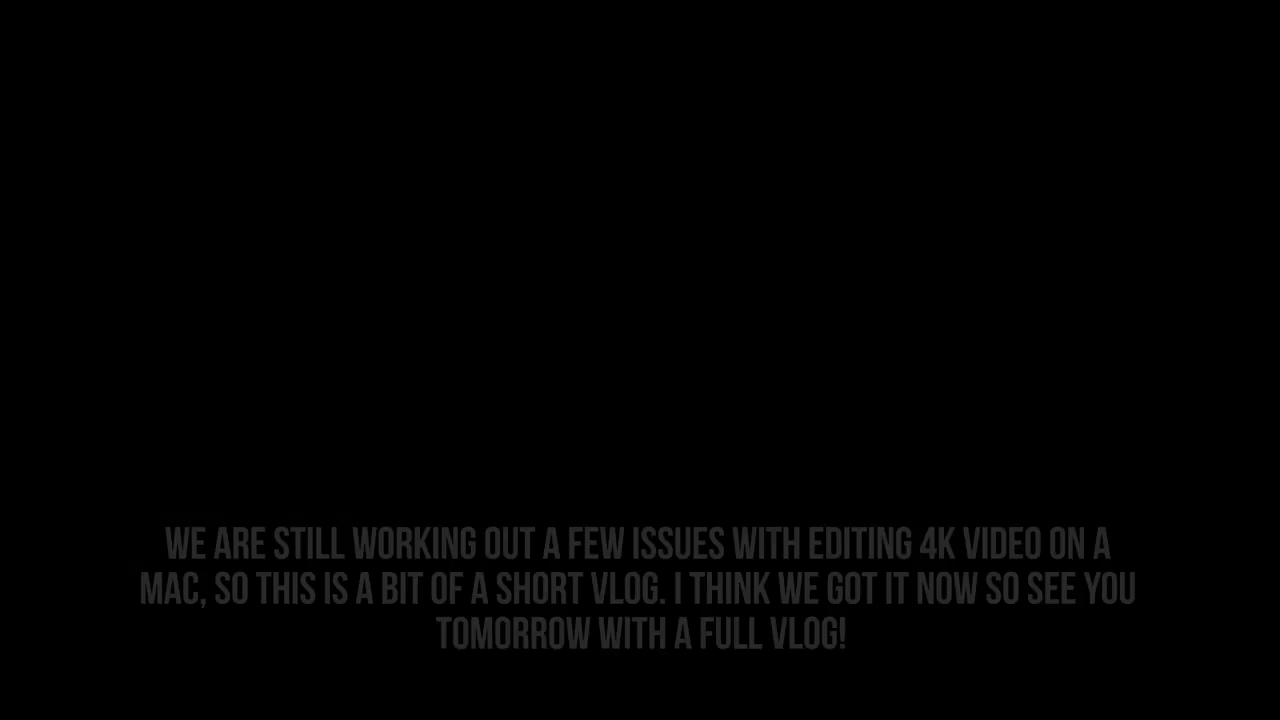 WE ARE STILL WORKING OUT A FEW ISSUES WITH EDITING 4K VIDEO ON A
MAC, SO THIS IS A BIT OF A SHORT VLOG. I THINK WE GOT IT NOW SO SEE YOU
TOMORROW WITH A FULL VLOG!